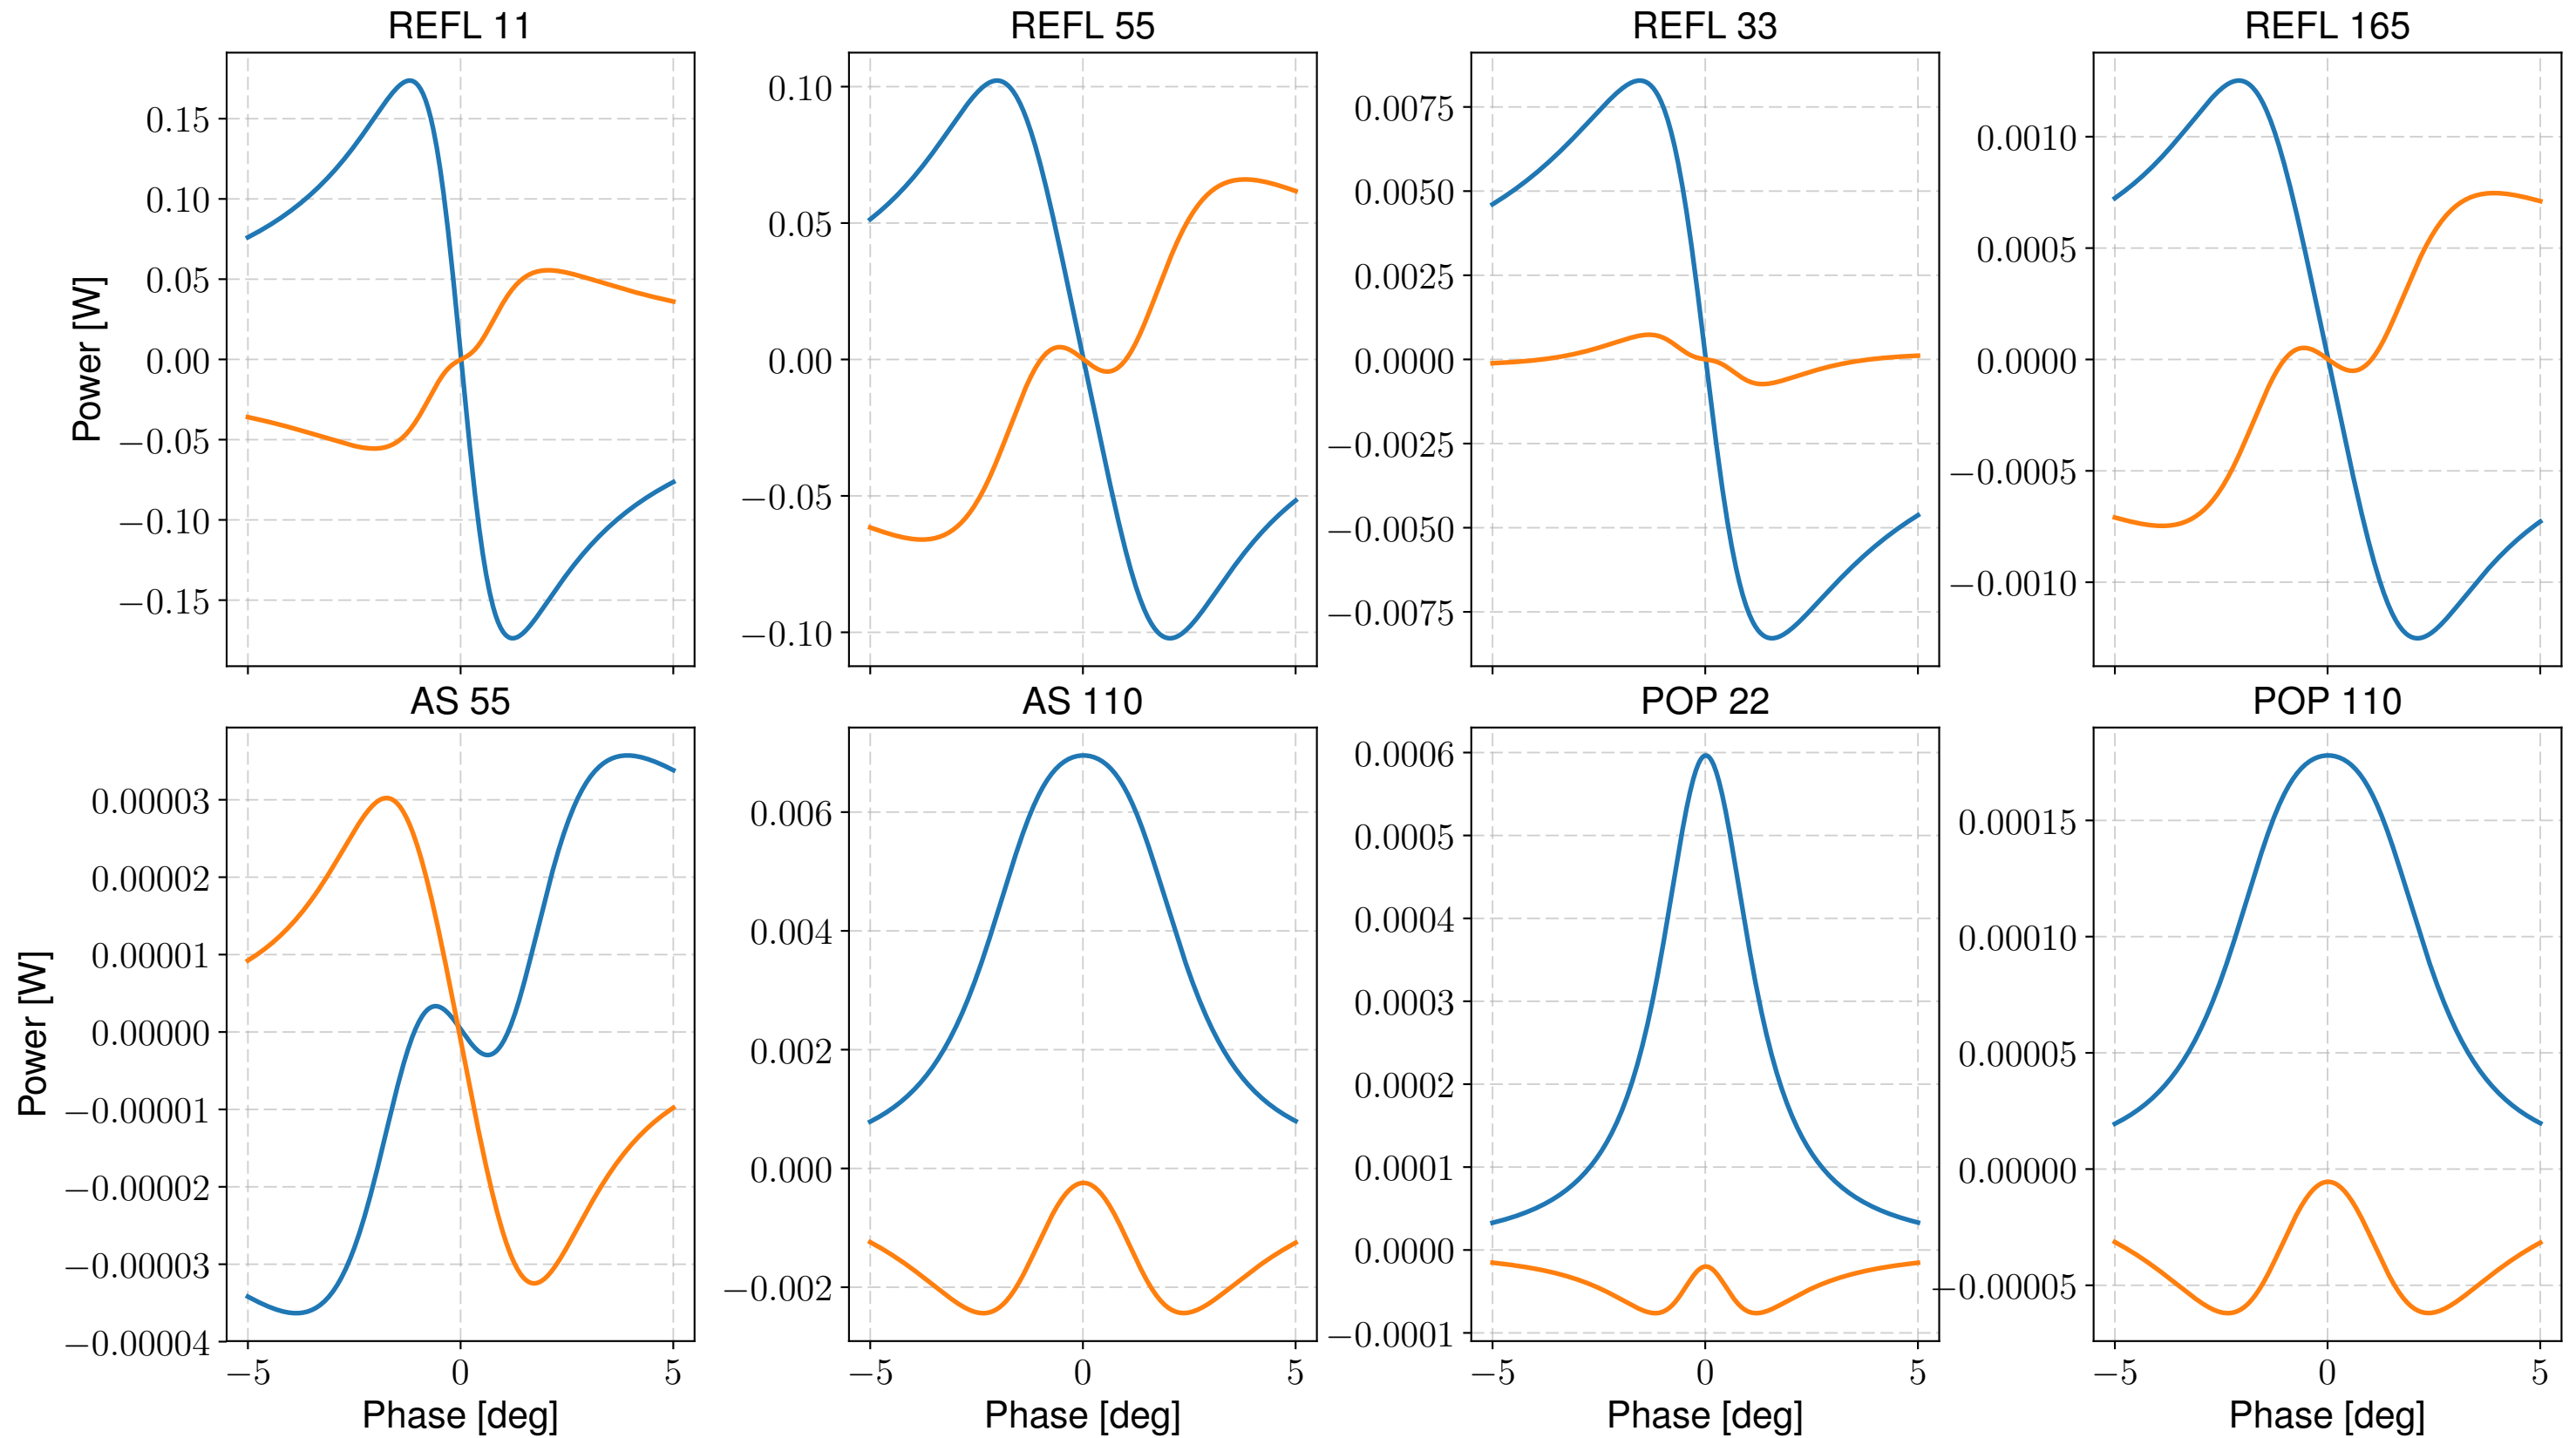 REFL 11
REFL 55
REFL 33
REFL 165
Power [W]
0.15
0.10
0.05
0.00
−0.05
−0.10
−0.15
0.10
0.05
0.00
−0.05
−0.10
0.0075
0.0050
0.0025
0.0000
−0.0025
−0.0050
−0.0075
0.0010
0.0005
0.0000
−0.0005
−0.0010
AS 55
AS 110
POP 22
POP 110
Power [W]
0.00003
0.00002
0.00001
0.00000
−0.00001
−0.00002
−0.00003
−0.00004
0.006
0.004
0.002
0.000
−0.002
0.0006
0.0005
0.0004
0.0003
0.0002
0.0001
0.0000
−0.0001
0.00015
0.00010
0.00005
0.00000
−0.00005
−5 0 5
−5 0 5
−5 0 5
−5 0 5
Phase [deg]
Phase [deg]
Phase [deg]
Phase [deg]